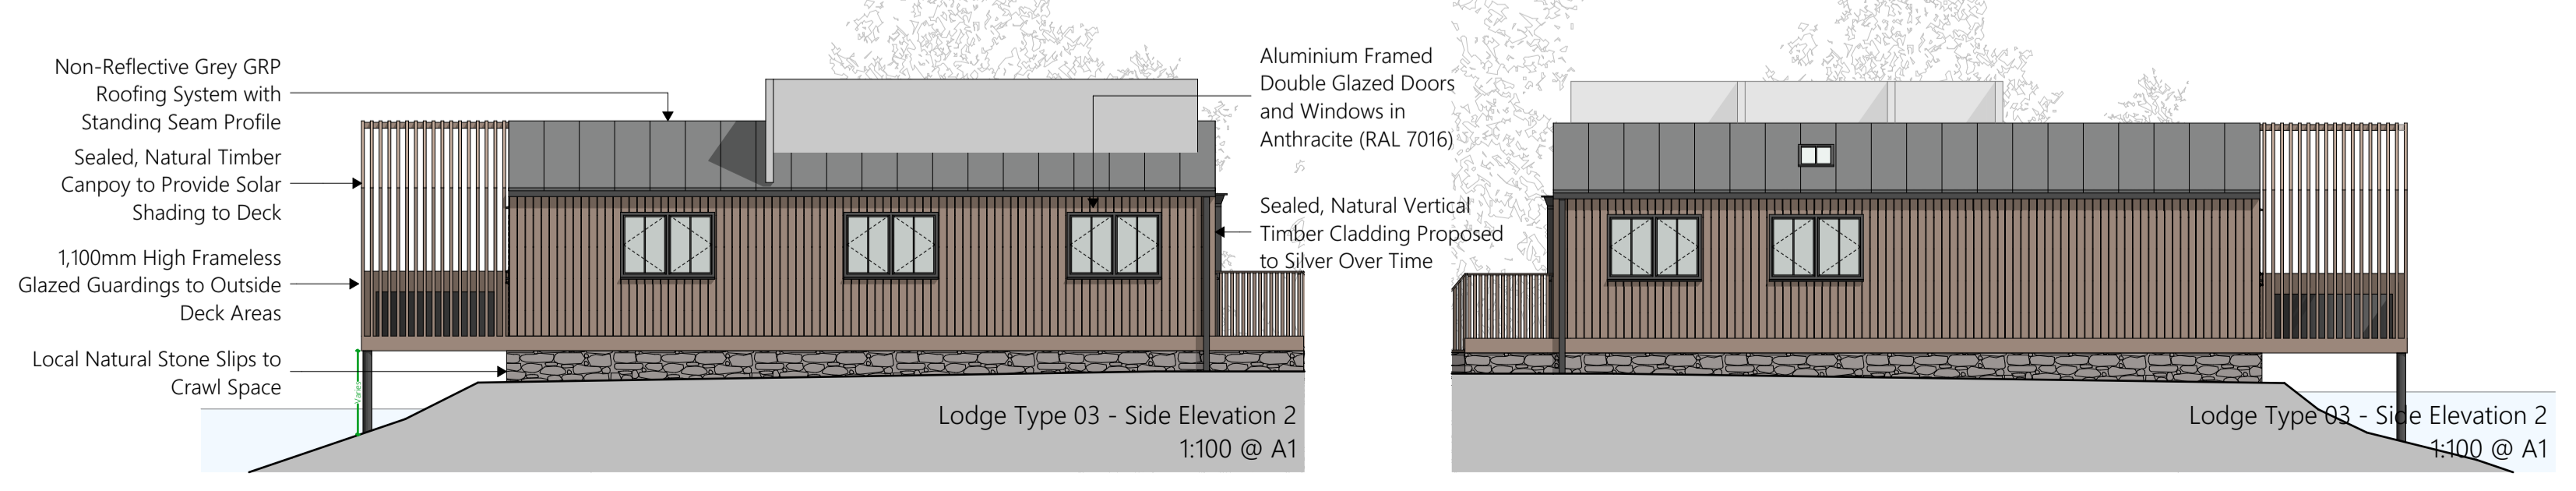 Non-Reflective Grey GRP
Roofing System with
Standing Seam Profile
Sealed, Natural Timber
Canpoy to Provide Solar
Shading to Deck
1,100mm High Frameless
Glazed Guardings to Outside
Deck Areas
Local Natural Stone Slips to
Crawl Space
Varies
Aluminium Framed
Double Glazed Doors
and Windows in
Anthracite (RAL 7016)
Sealed, Natural Vertical
Timber Cladding Proposed
to Silver Over Time
Lodge Type 03 - Side Elevation 2
1:100 @ A1
Lodge Type 03 - Side Elevation 2
1:100 @ A1